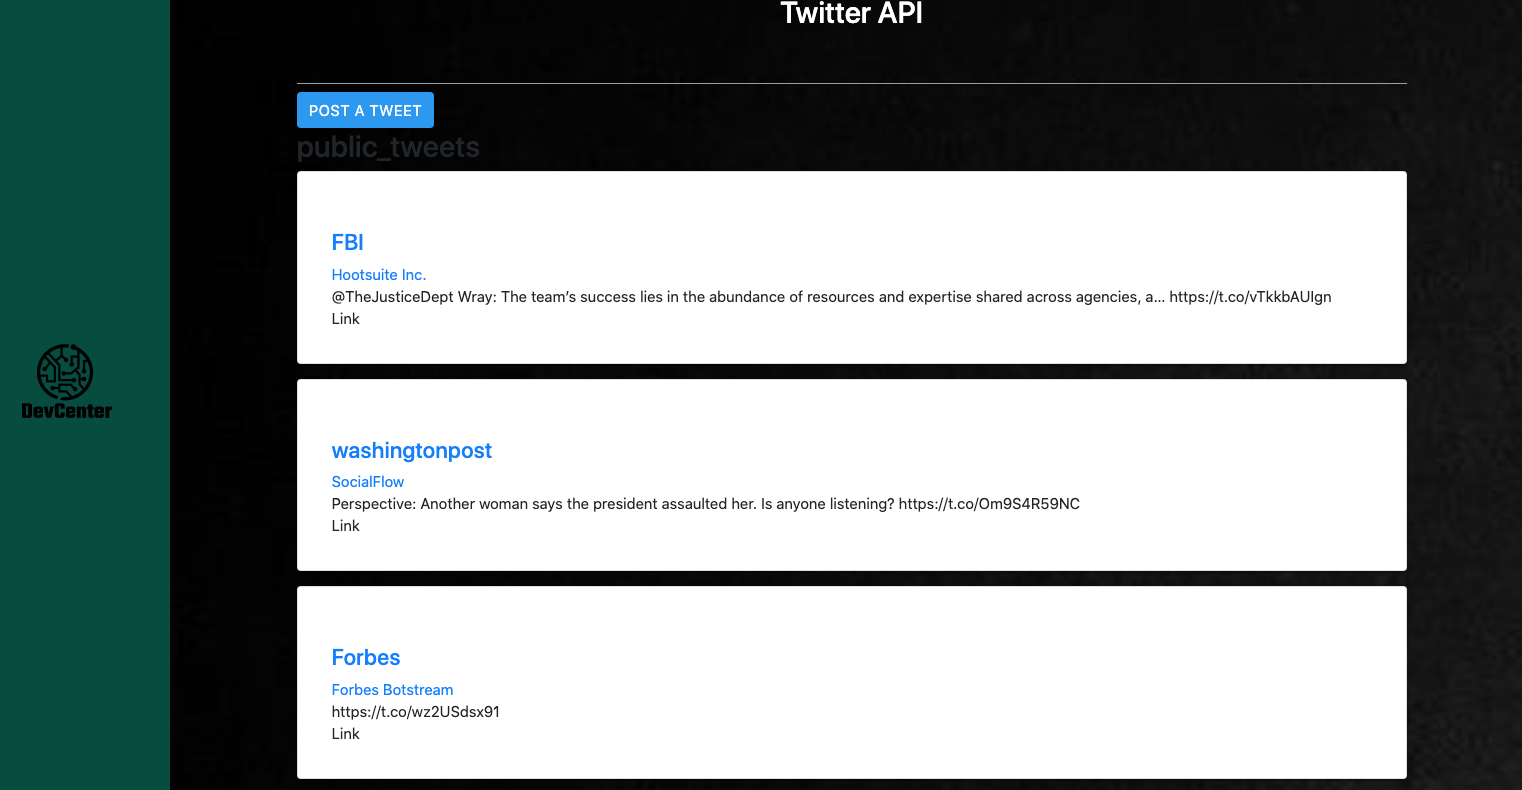 Twitter API
POST A TWEET
public_tweets
FBI
Hootsuite Inc.
@TheJusticeDept Wray: The team’s success lies in the abundance of resources and expertise shared across agencies, a… https://t.co/vTkkbAUIgn
Link
DevCenter
washingtonpost
SocialFlow
Perspective: Another woman says the president assaulted her. Is anyone listening? https://t.co/Om9S4R59NC
Link
Forbes
Forbes Botstream
https://t.co/wz2USdsx91
Link